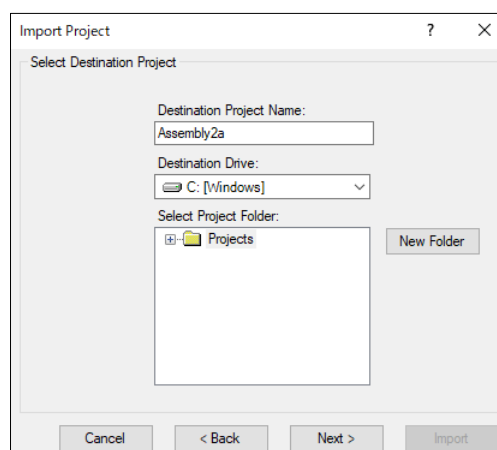 Import Project
Select Destination Project
Destination Project Name:
Assembly2a
Destination Drive:
C: [Windows]
Select Project Folder:
Projects
New Folder
Cancel
< Back
Next >
Import